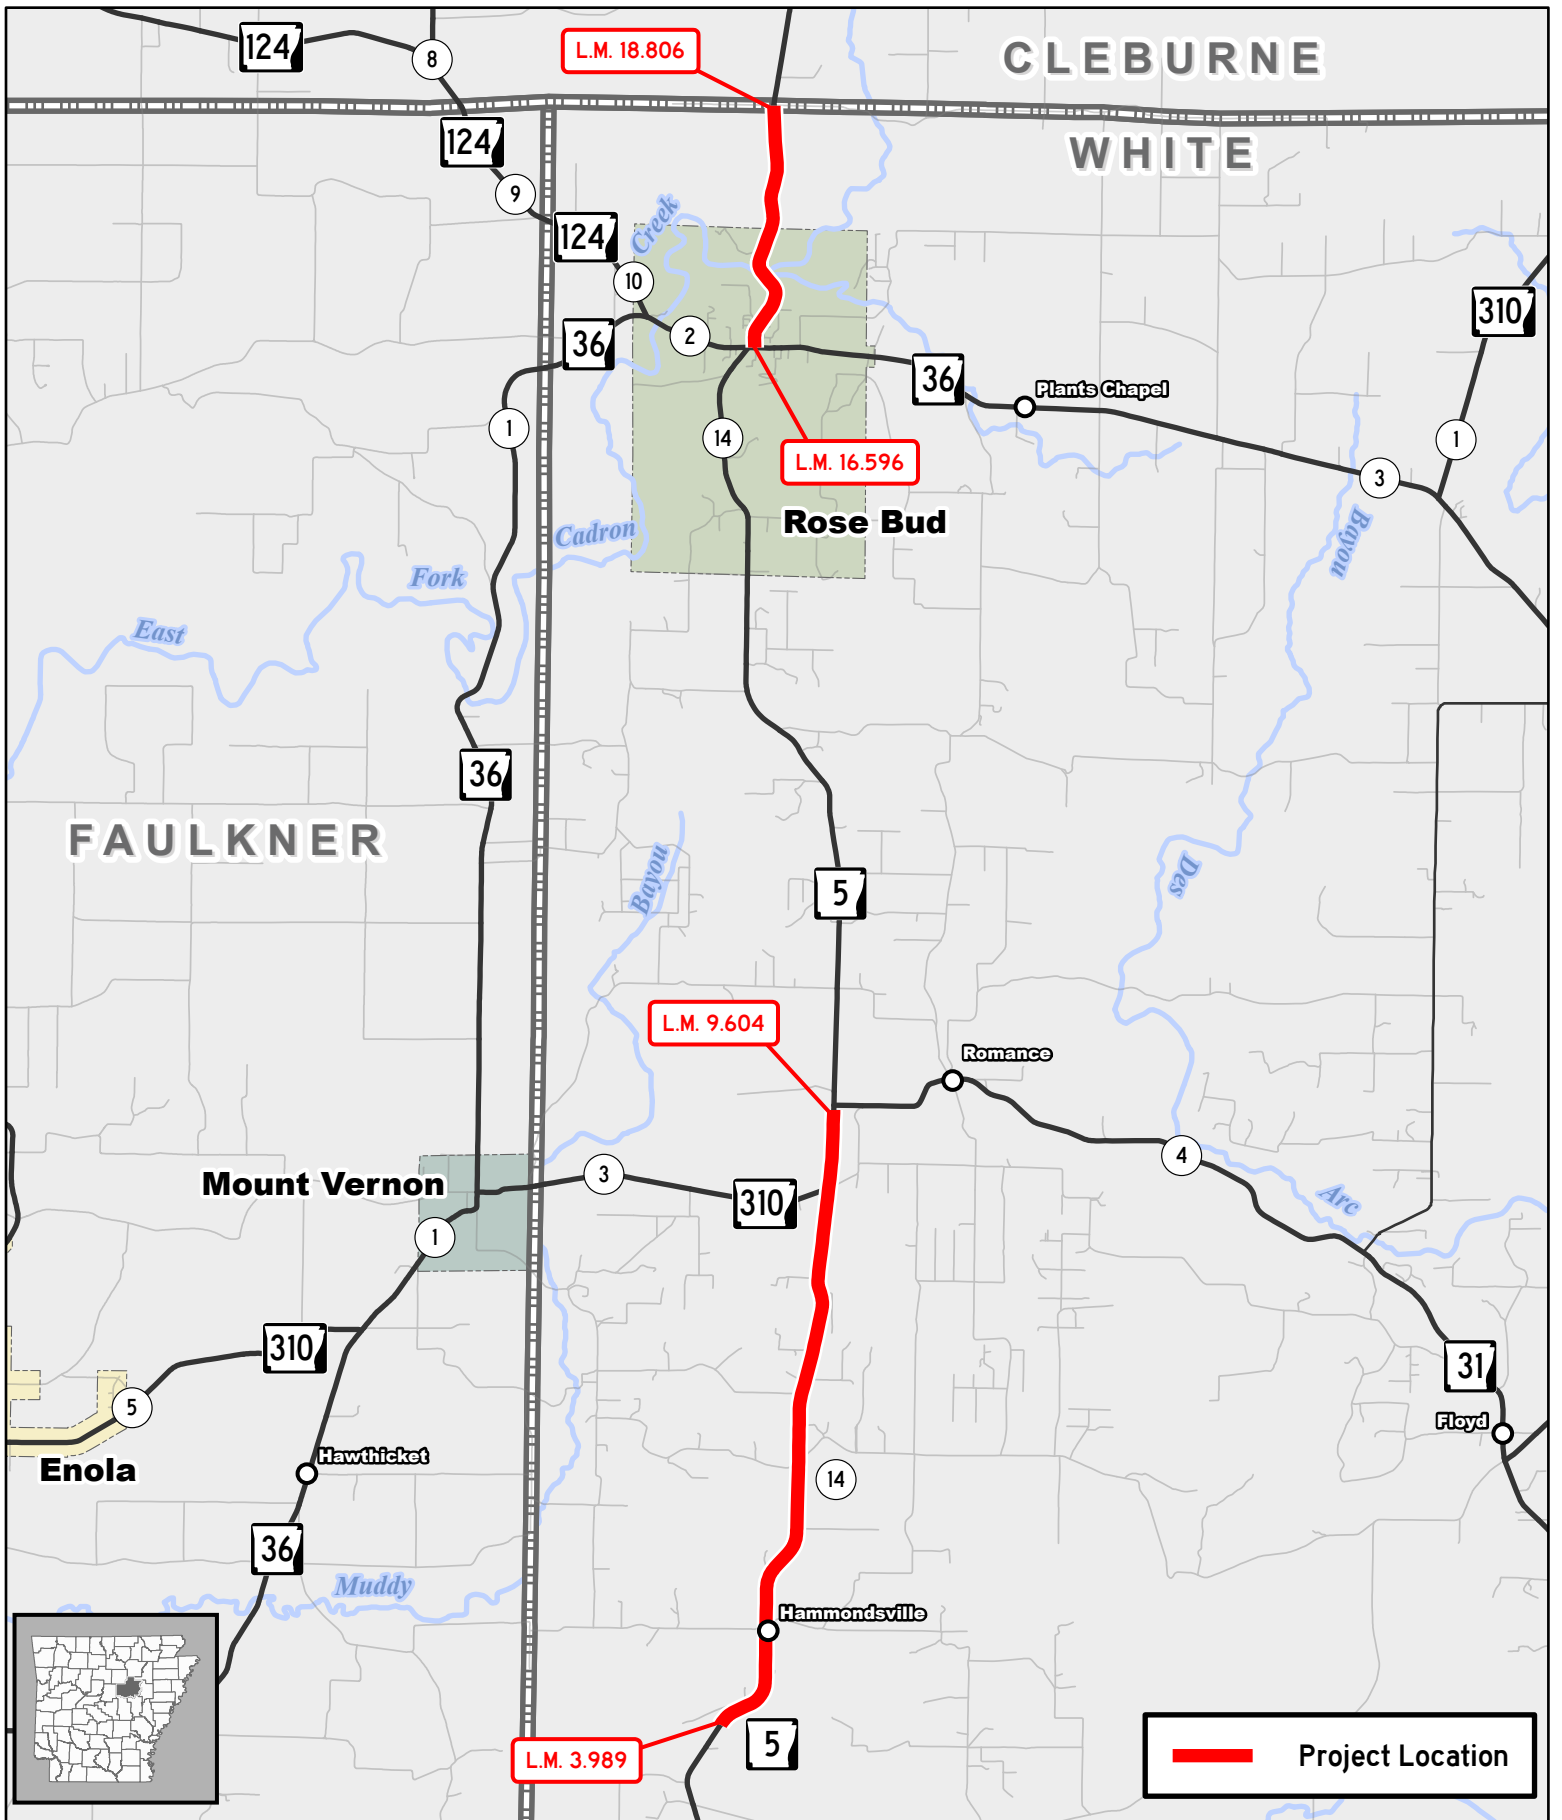 124
8
L.M. 18.806
CLEBURNE
124
WHITE
9
124
Creek
10
310
36
2
36
Plants Chapel
1
14
1
L.M. 16.596
3
Rose Bud
Cadron
Bayou
Fork
East
36
FAULKNER
Bayou
5
Des
L.M. 9.604
Romance
4
Mount Vernon
3
310
Arc
1
310
31
5
Floyd
Hawthicket
Enola
14
36
Muddy
Hammondsville
5
L.M. 3.989
Project Location